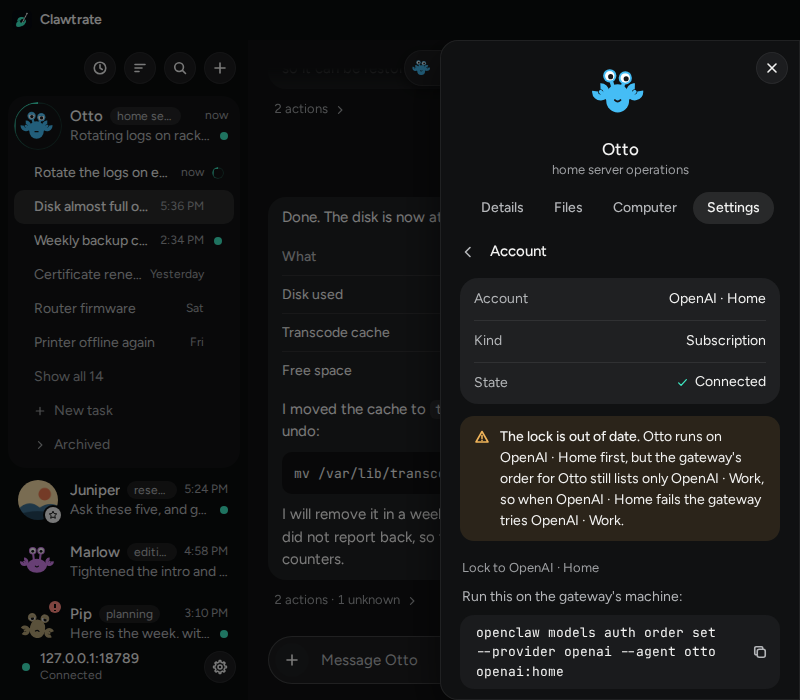 Clawtrate
Otto
home se...
now
Rotating logs on rack...
Rotate the logs on e...
now
Disk almost full o...
5:36 PM
Weekly backup c...
2:34 PM
Certificate rene...
Yesterday
Router firmware
Sat
Printer offline again
Fri
Show all 14
New task
Archived
Juniper
rese...
5:24 PM
Ask these five, and g...
Marlow
editi...
4:58 PM
Tightened the intro and ...
Pip
planning
3:10 PM
Here is the week. wit...
127.0.0.1:18789
Connected
2 actions
Done. The disk is now at
What
Disk used
Transcode cache
Free space
I moved the cache to
undo:
mv /var/lib/transc
I will remove it in a wee
did not report back, so
counters.
2 actions · 1 unknown
Message Otto
Otto
home server operations
Details
Files
Computer
Settings
Account
Account
OpenAI · Home
Kind
Subscription
State
Connected
The lock is out of date. Otto runs on
OpenAI · Home first, but the gateway's
order for Otto still lists only OpenAI · Work,
so when OpenAI · Home fails the gateway
tries OpenAI · Work.
Lock to OpenAI · Home
Run this on the gateway's machine:
openclaw models auth order set
--provider openai --agent otto
openai:home